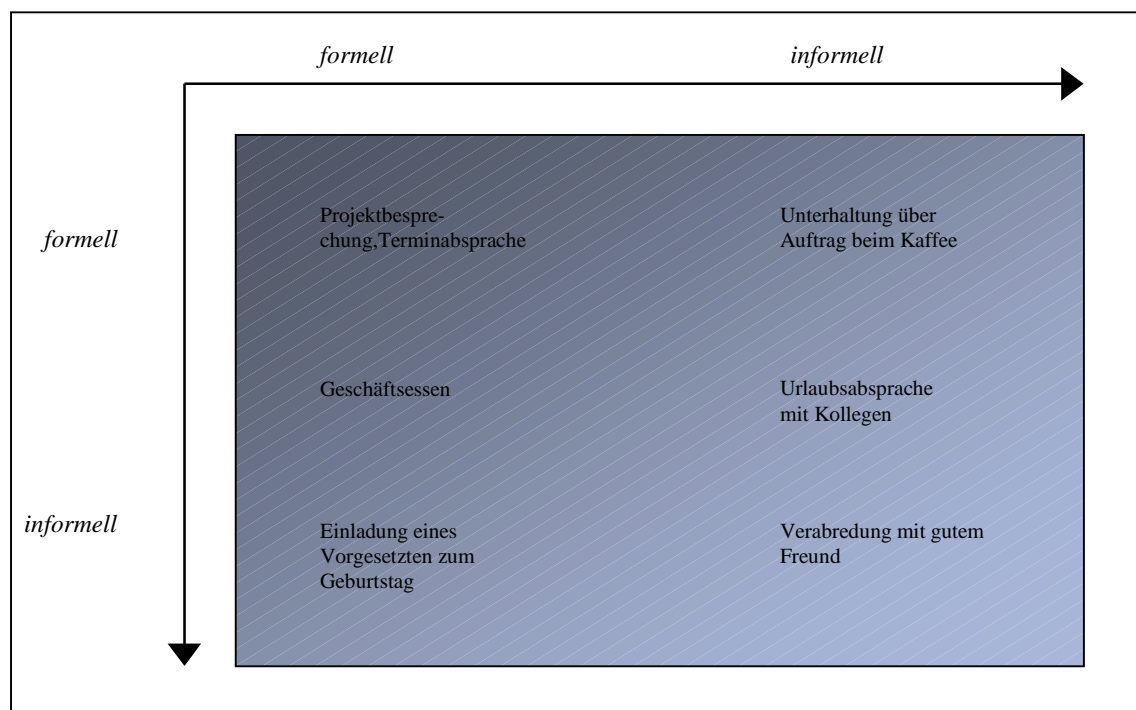 formell
informell
formell
Projektbespre-
chung,Terminabsprache
Unterhaltung über
Auftrag beim Kaffee
Geschäftsessen
Urlaubsabsprache
mit Kollegen
informell
Einladung eines
Vorgesetzten zum
Geburtstag
Verabredung mit gutem
Freund